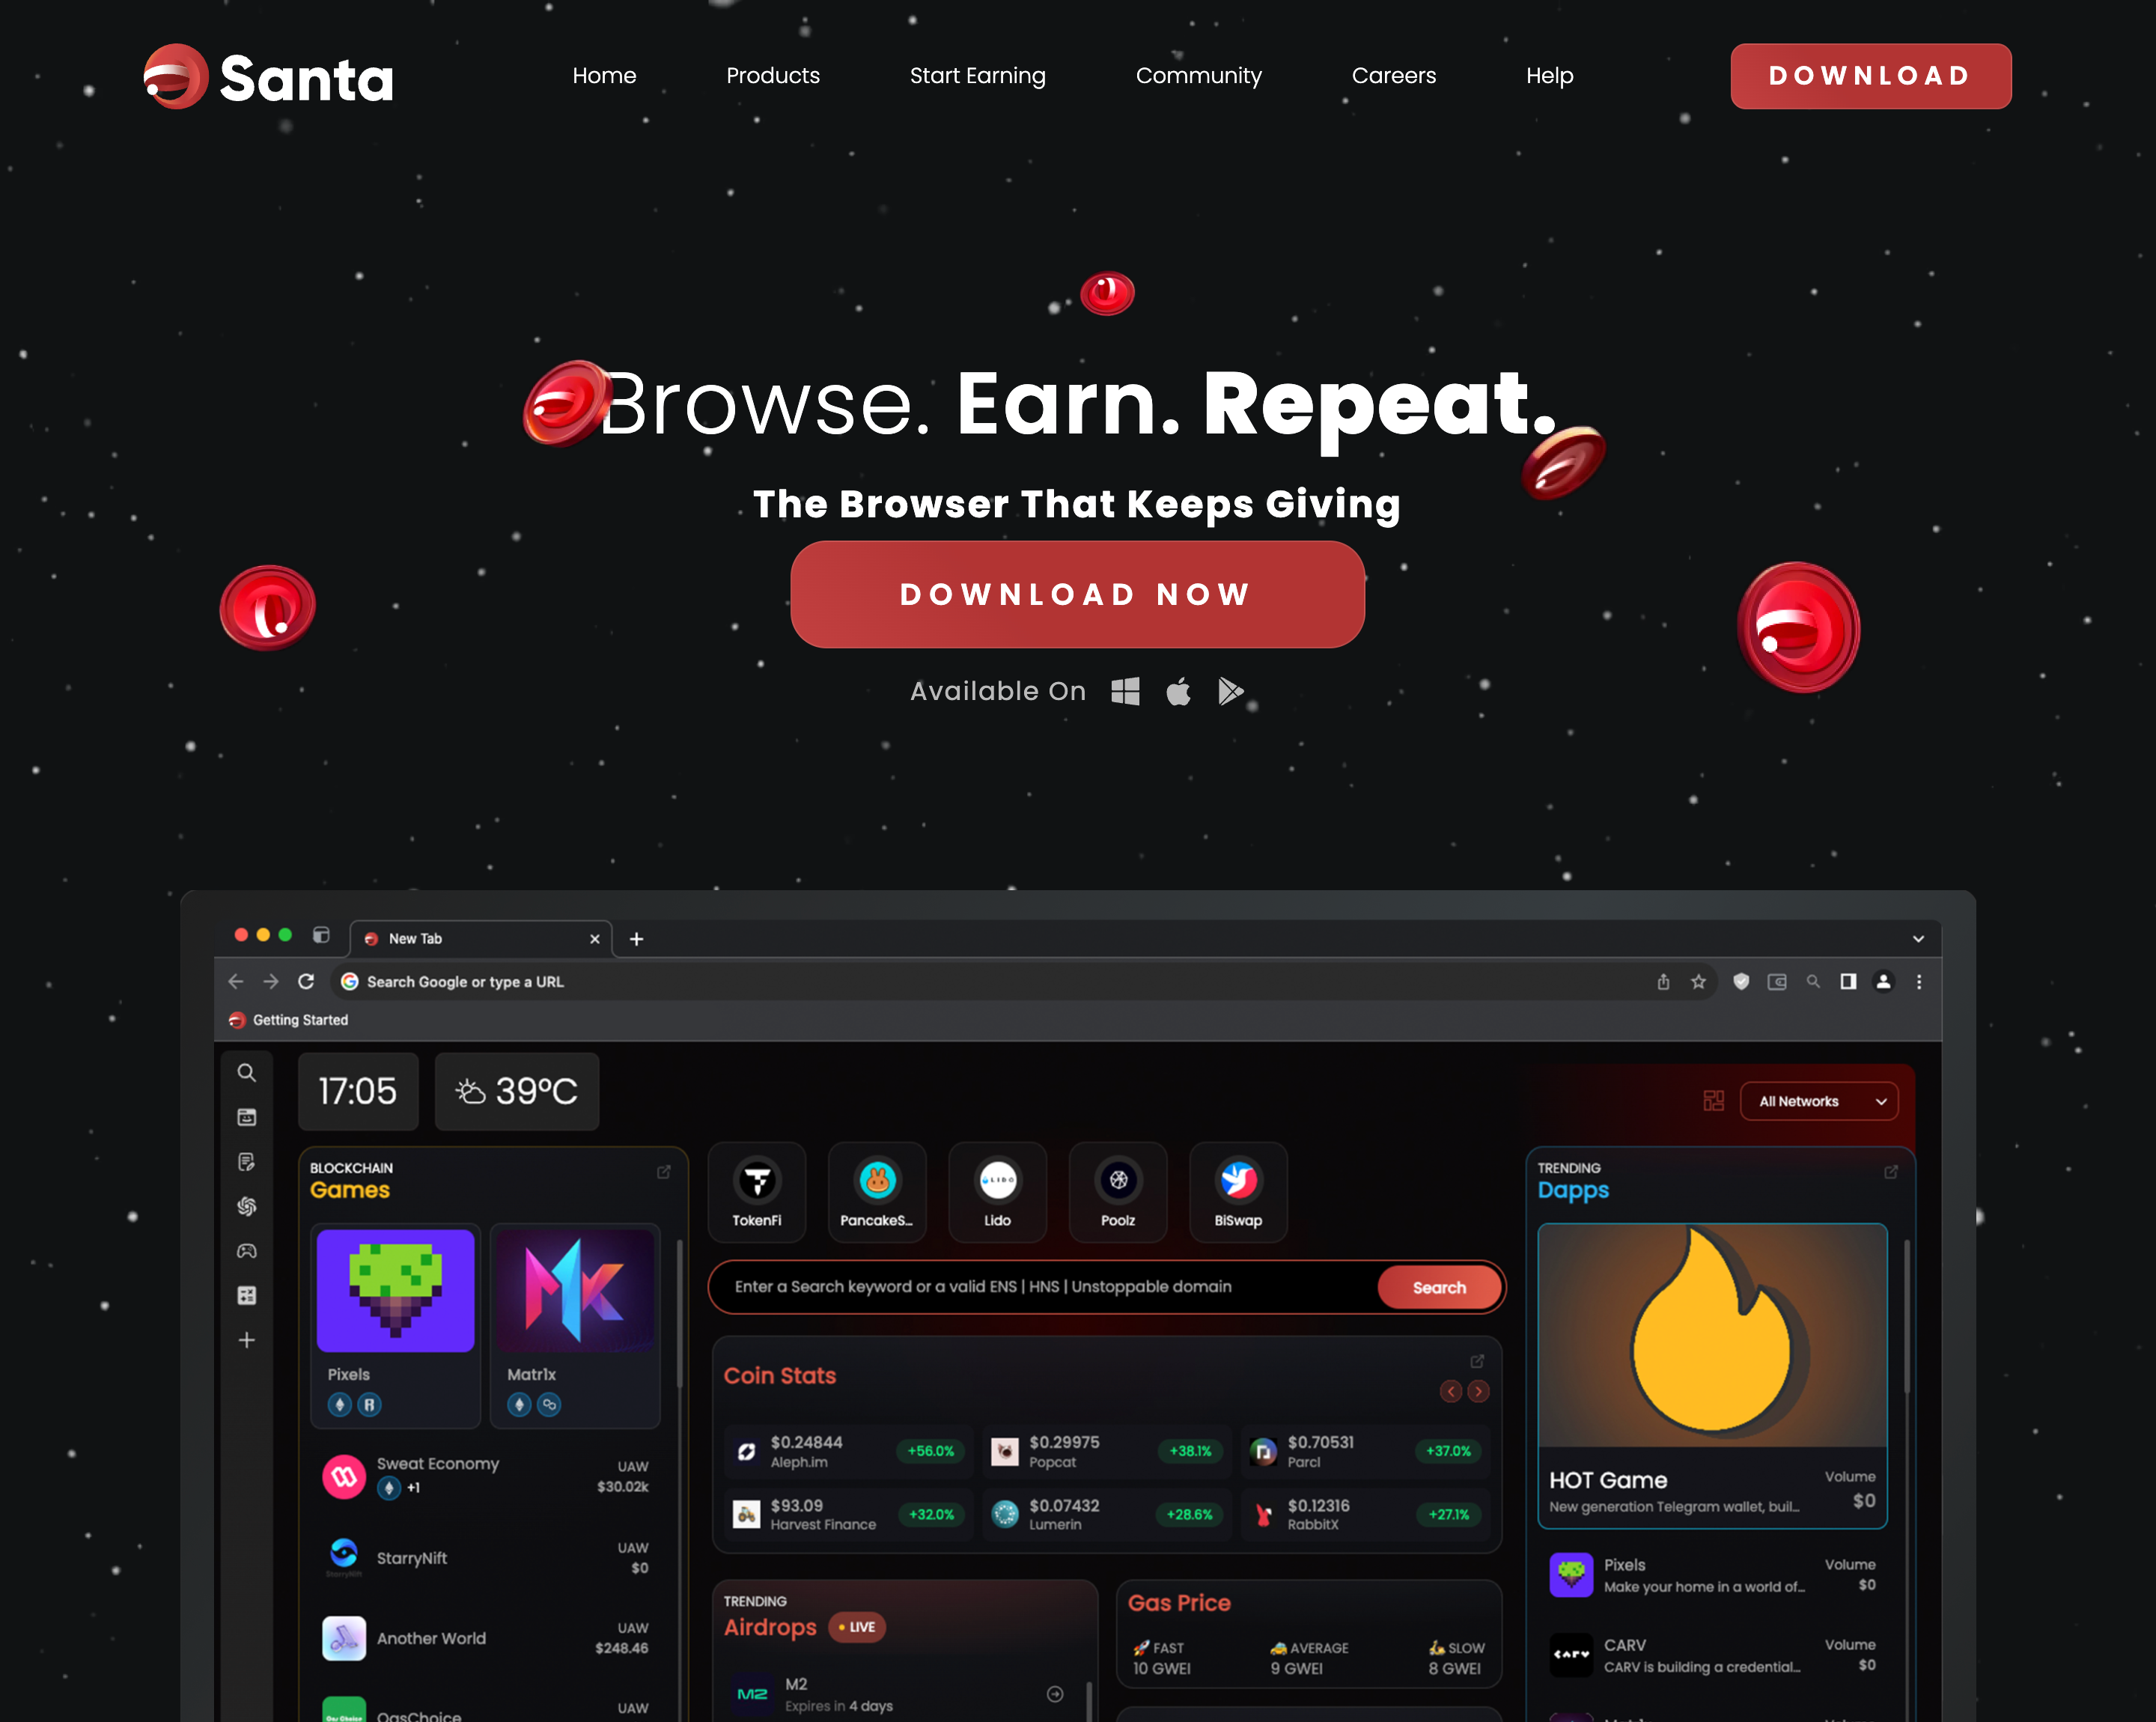 Santa
Home
Products
Start Earning
Community
Careers
Help
DOWNLOAD
Browse. Earn. Repeat.
The Browser That Keeps Giving
DOWNLOAD NOW
Available On
New Tab
Search Google or type a URL
Getting Started
17:05
39°C
All Networks
BLOCKCHAIN
Games
Pixels
Matr1x
Sweat Economy
+1
UAW
$30.02k
StarryNift
StarryNift
UAW
$0
Another World
UAW
$248.46
Gas Choice
UAW
TokenFi
PancakeS...
LIDO
Lido
Poolz
BiSwap
Enter a Search keyword or a valid ENS | HNS | Unstoppable domain
Search
Coin Stats
$0.24844
Aleph.im
+56.0%
$0.29975
Popcat
+38.1%
$0.70531
Parcl
+37.0%
$93.09
Harvest Finance
+32.0%
$0.07432
Lumerin
+28.6%
$0.12316
RabbitX
+27.1%
TRENDING
Airdrops
LIVE
M2
M2
Expires in 4 days
Gas Price
FAST
10 GWEI
AVERAGE
9 GWEI
SLOW
8 GWEI
TRENDING
Dapps
HOT Game
New generation Telegram wallet, buil...
Volume
$0
Pixels
Make your home in a world of...
Volume
$0
CARV
CARV
CARV is building a credential...
Volume
$0